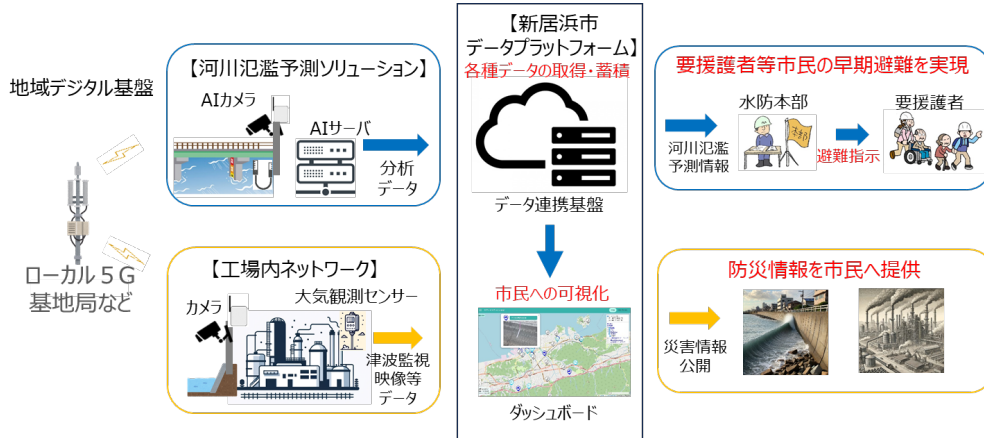 地域デジタル基盤
ローカル５G
基地局など
【河川氾濫予測ソリューション】
AIカメラ
AIサーバ
分析
データ
【工場内ネットワーク】
カメラ
大気観測センサー
津波監視
映像等
データ
【新居浜市
データプラットフォーム】
各種データの取得・蓄積
データ連携基盤
市民への可視化
ダッシュボード
要援護者等市民の早期避難を実現
水防本部
要援護者
河川氾濫
予測情報
避難指示
防災情報を市民へ提供
災害情報
公開